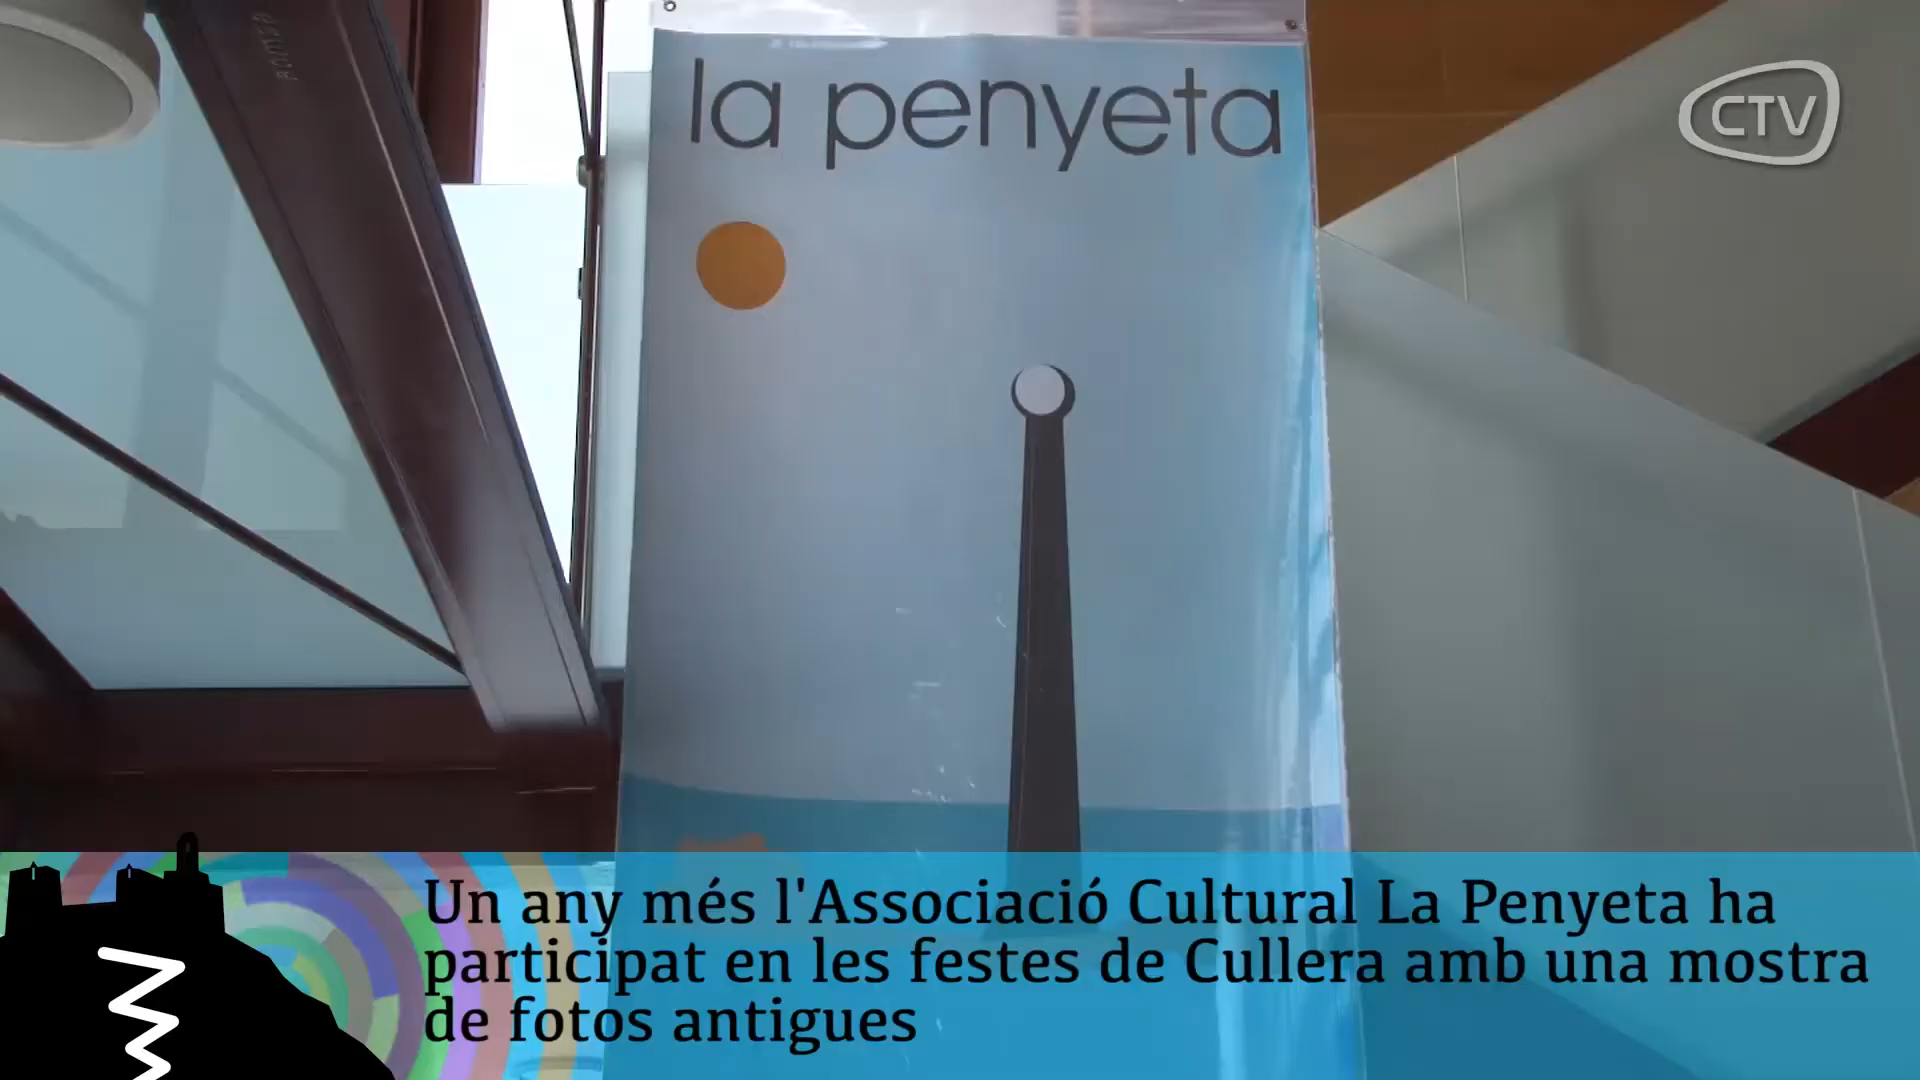 la penyeta
CTV
Un any més l'Associació Cultural La Penyeta ha
participat en les festes de Cullera amb una mostra
de fotos antigues